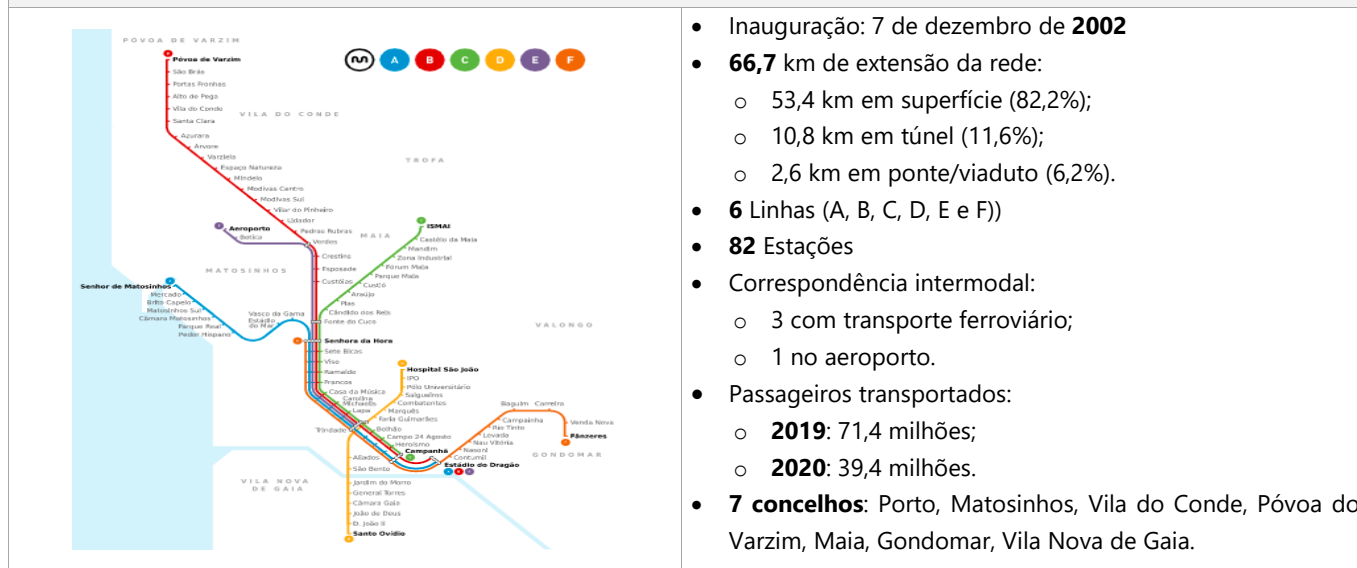 PÓVOA DE VARZIM
A B C D E F
Póvoa de Varzim
São Brás
Portas Fronhas
Alto de Pega
Vila do Conde
Santa Clara
VILA DO CONDE
Azurara
Árvore
Varziela
Espaço Natureza
Mindelo
Modivas Centro
Modivas Sul
Vilar do Pinheiro
Lidador
Pedras Rubras
Verdes
TROFA
Aeroporto
Botica
MAIA
ISMAI
Castêlo da Maia
Mandim
Zona Industrial
Fórum Maia
Parque Maia
Custió
Araújo
Pias
Cândido dos Reis
Fonte do Cuco
Crestins
Esposade
Custóias
MATOSINHOS
Senhor de Matosinhos
Mercado
Brito Capelo
Matosinhos Sul
Câmara Matosinhos
Parque Real
Pedro Hispano
Vasco da Gama
Estádio
do Mar
VALONGO
Senhora da Hora
Sete Bicas
Viso
Ramalde
Francos
Casa da Música
Carolina
Michaëlis
Lapa
Hospital São João
IPO
Pólo Universitário
Salgueiros
Combatentes
Marquês
Faria Guimarães
Trindade
Bolhão
Campo 24 Agosto
Heroísmo
Campanhã
Estádio do Dragão
Baguim Carreira
Campainha
Rio Tinto
Levada
Nau Vitória
Nasoni
Contumil
Venda Nova
Fânzeres
GONDOMAR
Aliados
São Bento
VILA NOVA
DE GAIA
Jardim do Morro
General Torres
Câmara Gaia
João de Deus
D. João II
Santo Ovídio
• Inauguração: 7 de dezembro de 2002
• 66,7 km de extensão da rede:
o 53,4 km em superfície (82,2%);
o 10,8 km em túnel (11,6%);
o 2,6 km em ponte/viaduto (6,2%).
• 6 Linhas (A, B, C, D, E e F))
• 82 Estações
• Correspondência intermodal:
o 3 com transporte ferroviário;
o 1 no aeroporto.
• Passageiros transportados:
o 2019: 71,4 milhões;
o 2020: 39,4 milhões.
• 7 concelhos: Porto, Matosinhos, Vila do Conde, Póvoa do
Varzim, Maia, Gondomar, Vila Nova de Gaia.